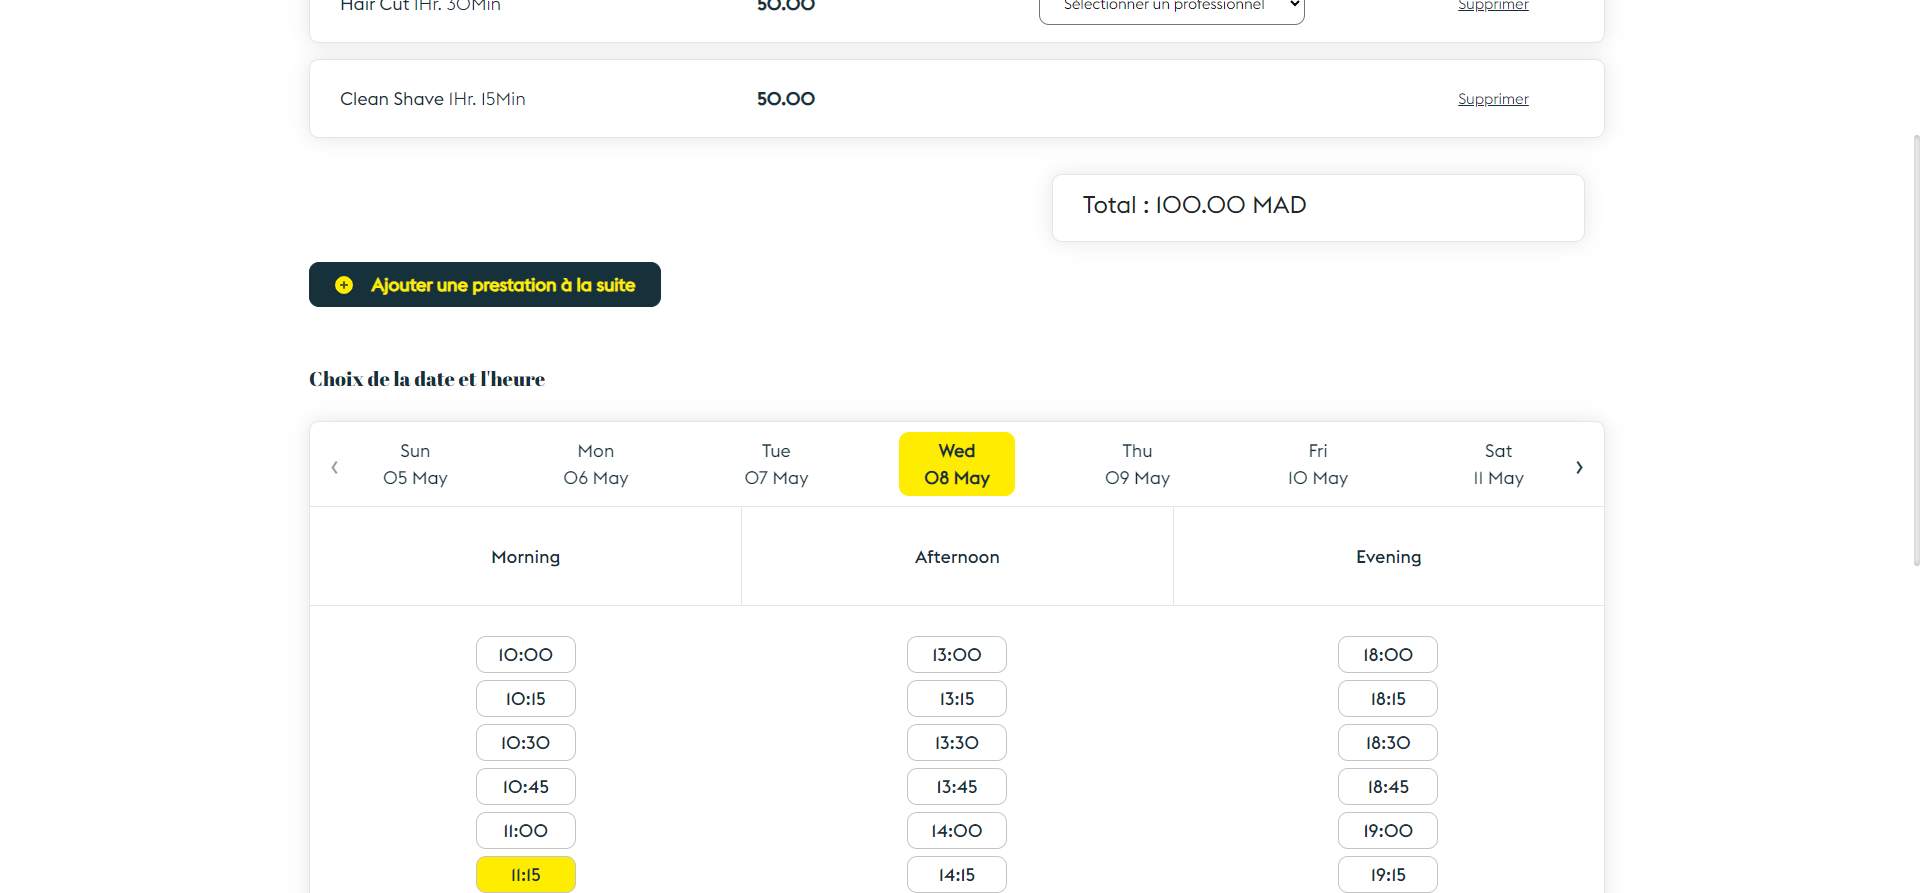 Hair Cut 1Hr. 30Min 50.00 Sélectionner un professionnel Supprimer
Clean Shave 1Hr. 15Min 50.00 Supprimer
Total : 100.00 MAD
Ajouter une prestation à la suite
Choix de la date et l'heure
Sun Mon Tue Wed Thu Fri Sat
05 May 06 May 07 May 08 May 09 May 10 May 11 May
Morning Afternoon Evening
10:00 13:00 18:00
10:15 13:15 18:15
10:30 13:30 18:30
10:45 13:45 18:45
11:00 14:00 19:00
11:15 14:15 19:15